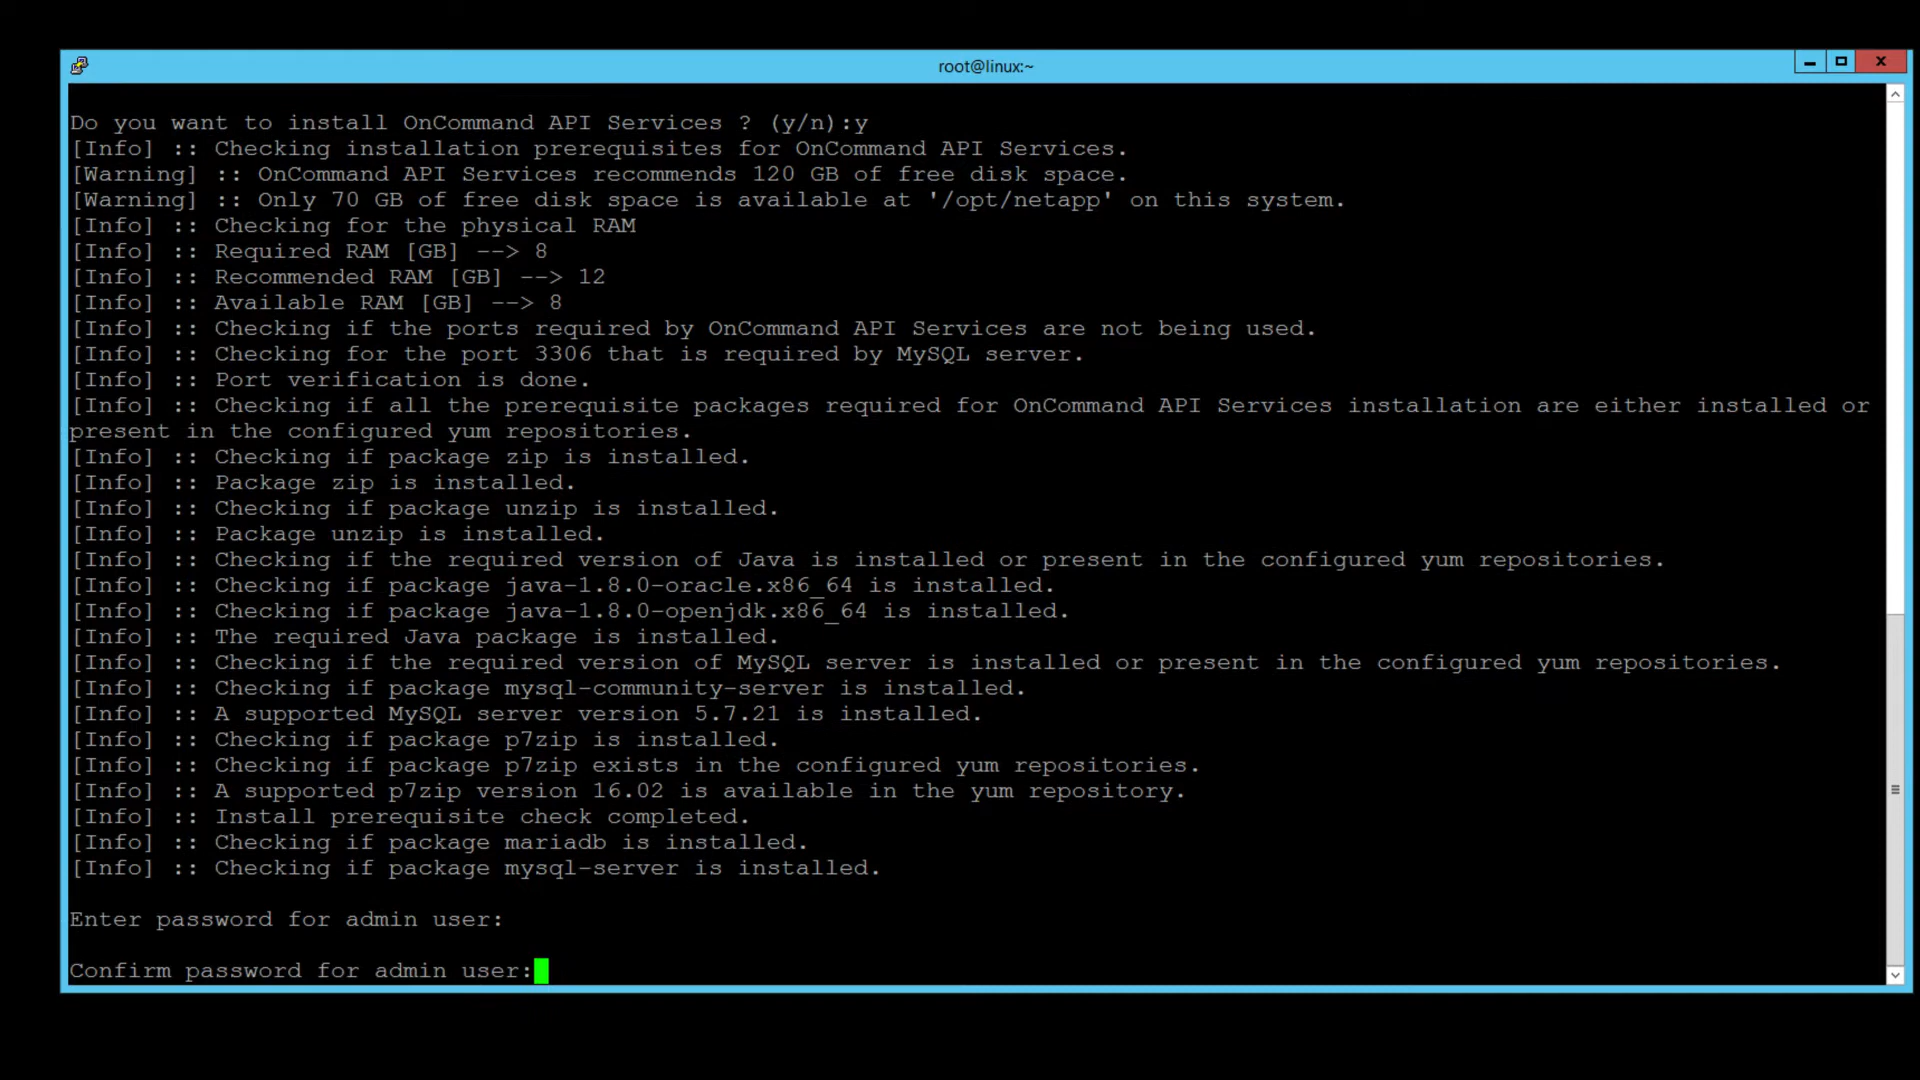 root@linux:~
Do you want to install OnCommand API Services ? (y/n):y
[Info] :: Checking installation prerequisites for OnCommand API Services.
[Warning] :: OnCommand API Services recommends 120 GB of free disk space.
[Warning] :: Only 70 GB of free disk space is available at '/opt/netapp' on this system.
[Info] :: Checking for the physical RAM
[Info] :: Required RAM [GB] --> 8
[Info] :: Recommended RAM [GB] --> 12
[Info] :: Available RAM [GB] --> 8
[Info] :: Checking if the ports required by OnCommand API Services are not being used.
[Info] :: Checking for the port 3306 that is required by MySQL server.
[Info] :: Port verification is done.
[Info] :: Checking if all the prerequisite packages required for OnCommand API Services installation are either installed or
present in the configured yum repositories.
[Info] :: Checking if package zip is installed.
[Info] :: Package zip is installed.
[Info] :: Checking if package unzip is installed.
[Info] :: Package unzip is installed.
[Info] :: Checking if the required version of Java is installed or present in the configured yum repositories.
[Info] :: Checking if package java-1.8.0-oracle.x86_64 is installed.
[Info] :: Checking if package java-1.8.0-openjdk.x86_64 is installed.
[Info] :: The required Java package is installed.
[Info] :: Checking if the required version of MySQL server is installed or present in the configured yum repositories.
[Info] :: Checking if package mysql-community-server is installed.
[Info] :: A supported MySQL server version 5.7.21 is installed.
[Info] :: Checking if package p7zip is installed.
[Info] :: Checking if package p7zip exists in the configured yum repositories.
[Info] :: A supported p7zip version 16.02 is available in the yum repository.
[Info] :: Install prerequisite check completed.
[Info] :: Checking if package mariadb is installed.
[Info] :: Checking if package mysql-server is installed.
Enter password for admin user:
Confirm password for admin user: